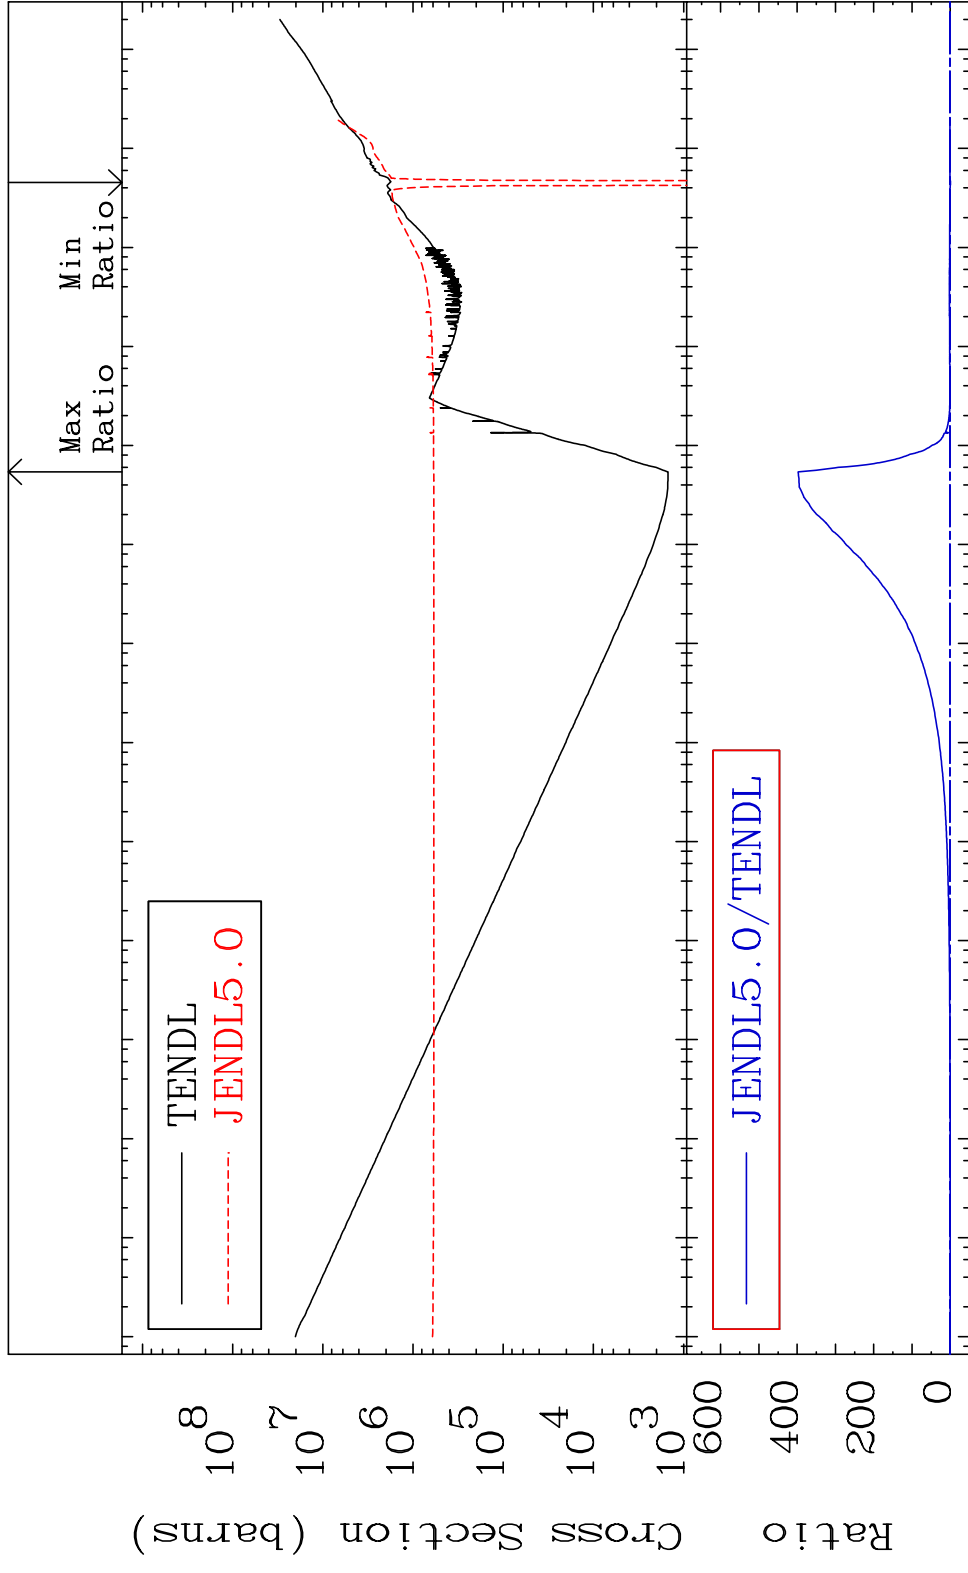 Max
Ratio
Min
Ratio
TENDL
JENDL5.0
10 8
10 7
10 6
10 5
10 4
10 3
Cross Section (barns)
JENDL5.0/TENDL
600
400
200
0
Ratio